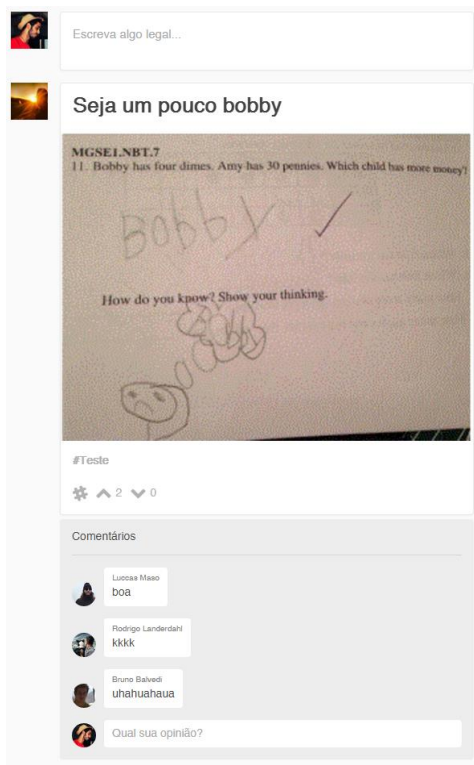 Escreva algo legal...
Seja um pouco bobby
MGSE1.NBT.7
11. Bobby has four dimes. Amy has 30 pennies. Which child has more money?
Bobby
How do you know? Show your thinking.
Bobby
#Teste
2 0
Comentários
Luccas Maso
boa
Rodrigo Landerdahl
kkkk
Bruno Balvedi
uhahuahaua
Qual sua opinião?